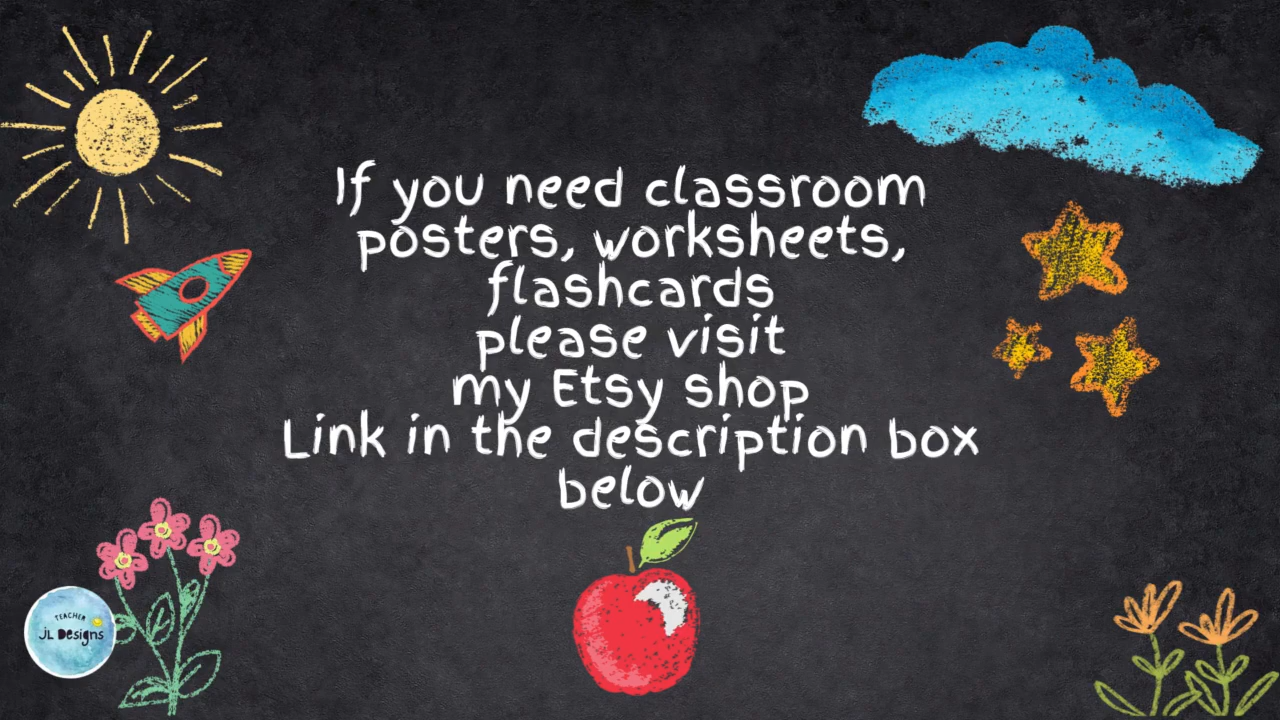 If you need classroom
posters, worksheets,
flashcards
please visit
my Etsy shop
Link in the description box
below
TEACHER
JL Designs